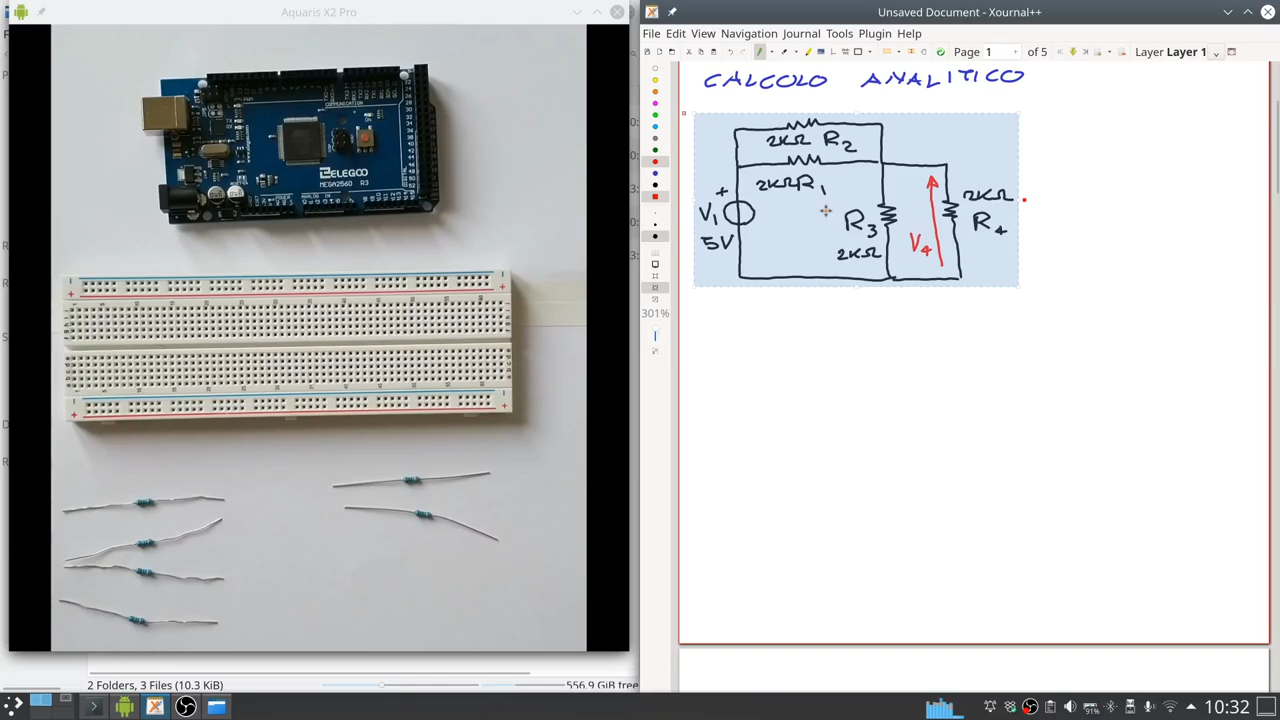 Aquaris X2 Pro
Unsaved Document - Xournal++
File Edit View Navigation Journal Tools Plugin Help
Page 1 of 5 Layer Layer 1
CALCOLO ANALITICO
2KΩ R2
2KΩ R1
+
V1
5V
R3
2KΩ
V4
2KΩ
R4
301%
COMMUNICATION
ELEGOO
MEGA2560 R3
2 Folders, 3 Files (10.3 KiB)
556.9 GiB free
91%
10:32